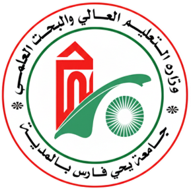 وزارة التعليم العالي والبحث العلمي
جامعة يحي فارس بالمدية